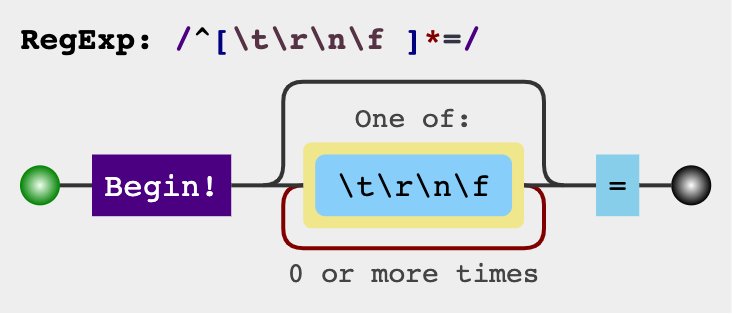 RegExp: /^[\t\r\n\f ]*=/
One of:
Begin! \t\r\n\f =
0 or more times